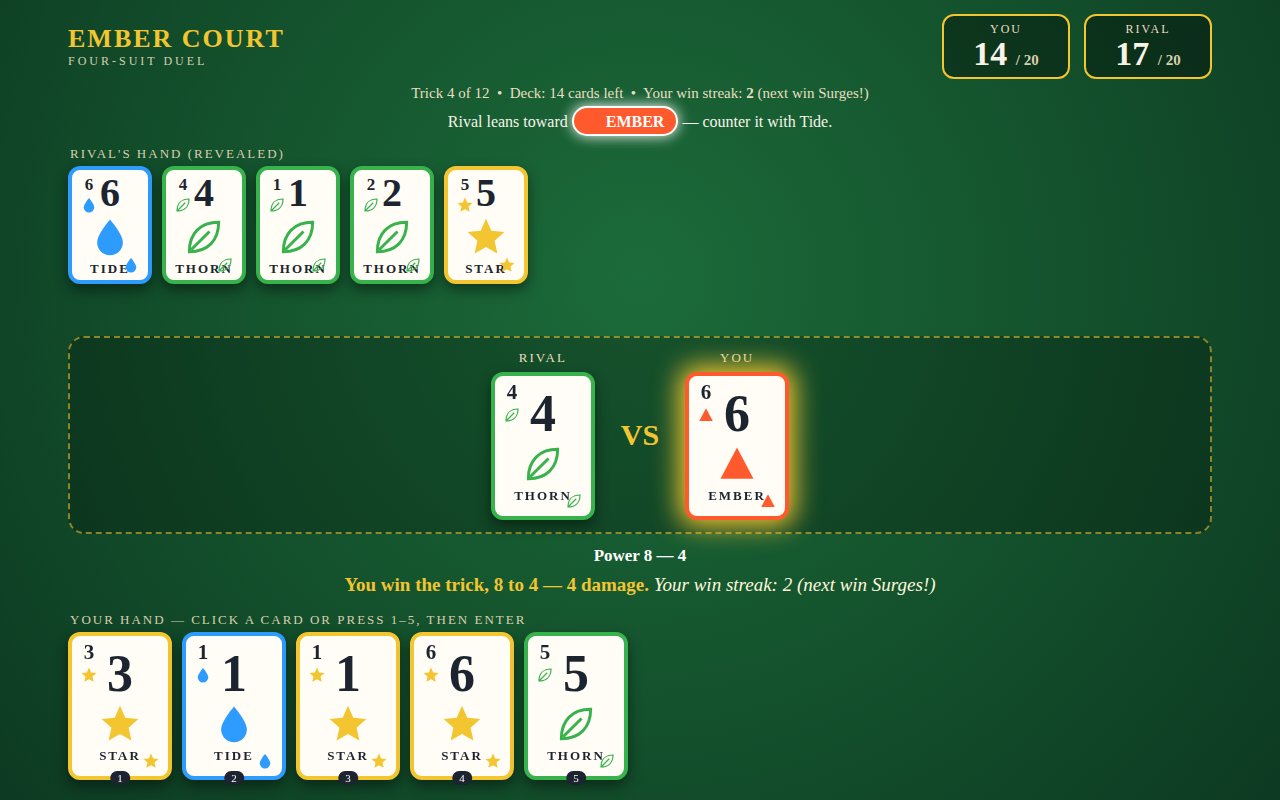 EMBER COURT
FOUR-SUIT DUEL
YOU
14 / 20
RIVAL
17 / 20
Trick 4 of 12 • Deck: 14 cards left • Your win streak: 2 (next win Surges!)
Rival leans toward EMBER — counter it with Tide.
RIVAL'S HAND (REVEALED)
6 6
TIDE
4 4
THORN
1 1
THORN
2 2
THORN
5 5
STAR
RIVAL
4 4
THORN
VS
YOU
6 6
EMBER
Power 8 — 4
You win the trick, 8 to 4 — 4 damage. Your win streak: 2 (next win Surges!)
YOUR HAND — CLICK A CARD OR PRESS 1–5, THEN ENTER
3 3
STAR
1
1 1
TIDE
2
1 1
STAR
3
6 6
STAR
4
5 5
THORN
5